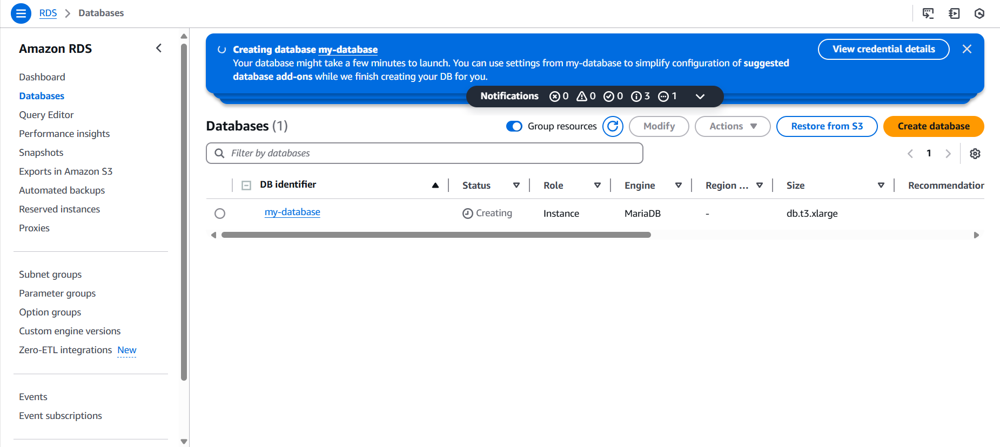 RDS
Databases
Amazon RDS
Dashboard
Databases
Query Editor
Performance insights
Snapshots
Exports in Amazon S3
Automated backups
Reserved instances
Proxies
Subnet groups
Parameter groups
Option groups
Custom engine versions
Zero-ETL integrations New
Events
Event subscriptions
Creating database my-database
Your database might take a few minutes to launch. You can use settings from my-database to simplify configuration of suggested
database add-ons while we finish creating your DB for you.
View credential details
Notifications 0 0 0 3 1
Databases (1)
Group resources
Modify
Actions
Restore from S3
Create database
Filter by databases
1
DB identifier Status Role Engine Region ... Size Recommendation
my-database Creating Instance MariaDB - db.t3.xlarge